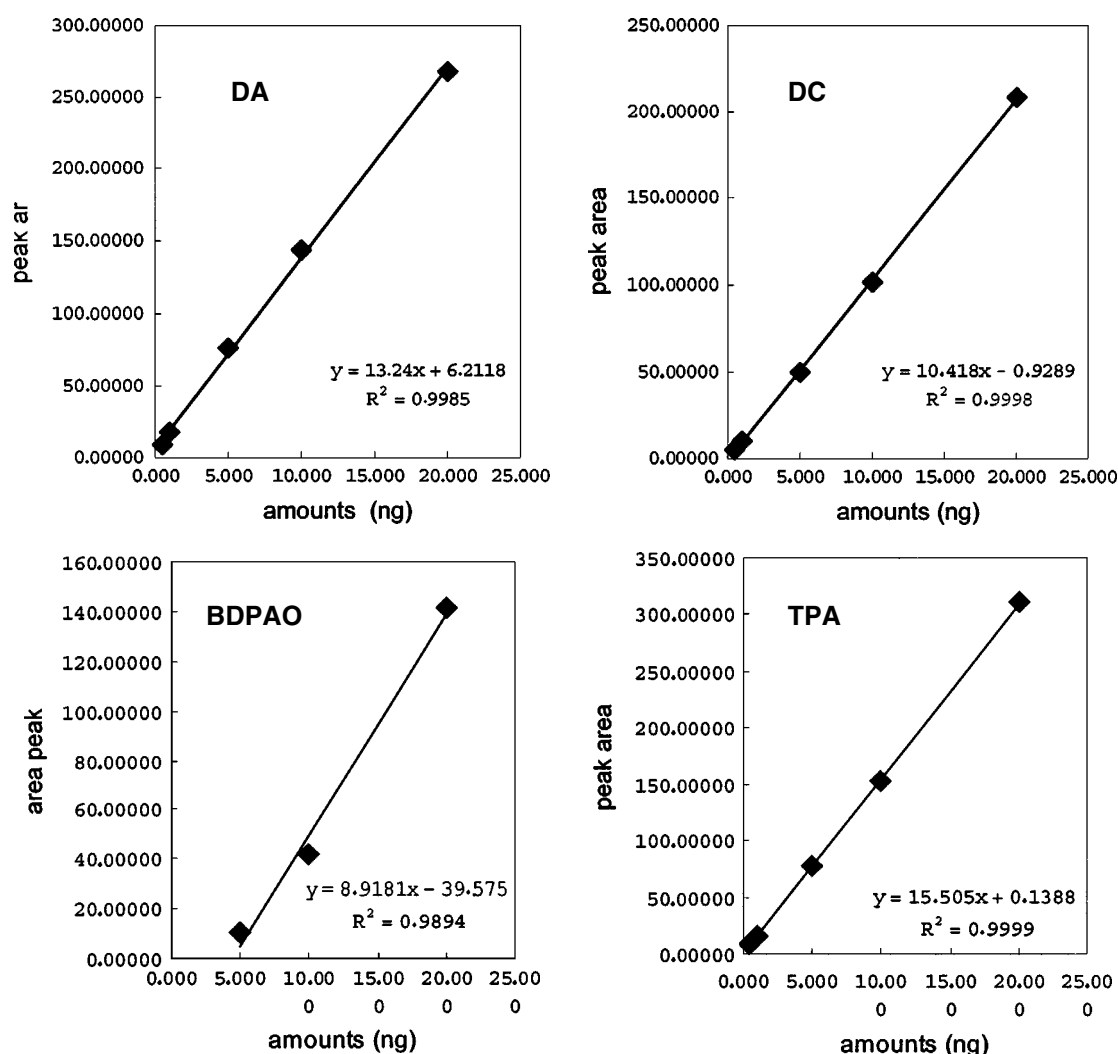 300.00000
250.00000
200.00000
150.00000
100.00000
50.00000
0.00000
peak ar
DA
y = 13.24x + 6.2118
R² = 0.9985
0.000 5.000 10.000 15.000 20.000 25.000
amounts (ng)
250.00000
200.00000
150.00000
100.00000
50.00000
0.00000
peak area
DC
y = 10.418x - 0.9289
R² = 0.9998
0.000 5.000 10.000 15.000 20.000 25.000
amounts (ng)
160.00000
140.00000
120.00000
100.00000
80.00000
60.00000
40.00000
20.00000
0.00000
area peak
BDPAO
y = 8.9181x - 39.575
R² = 0.9894
0.000 5.000 10.00 15.00 20.00 25.00
0 0 0 0
amounts (ng)
350.00000
300.00000
250.00000
200.00000
150.00000
100.00000
50.00000
0.00000
peak area
TPA
y = 15.505x + 0.1388
R² = 0.9999
0.000 5.000 10.00 15.00 20.00 25.00
0 0 0 0
amounts (ng)